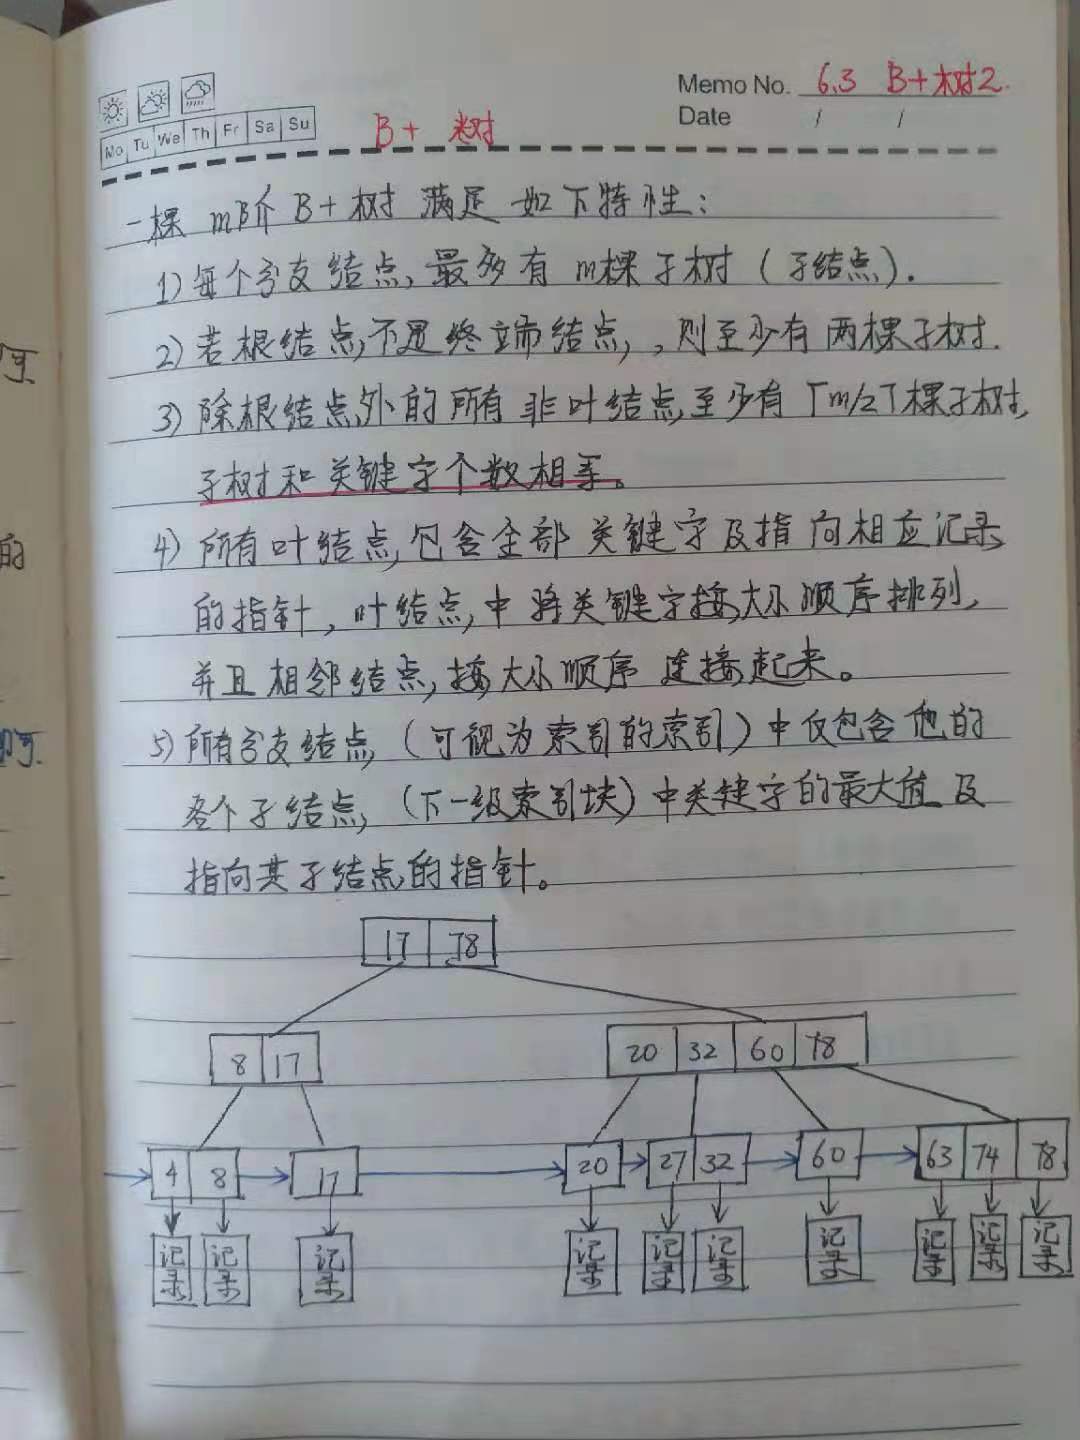 Memo No. 6.3 B+树2.
Date / /
Mo Tu We Th Fr Sa Su
B+ 树
一棵 m阶 B+树 满足 如下特性:
1) 每个分支结点,最多有 m棵子树 (子结点).
2) 若根结点不是终端结点,,则至少有两棵子树.
3) 除根结点外的所有非叶结点至少有「m/2⌉棵子树,
子树和关键字个数相等。
4) 所有叶结点,包含全部关键字及指向相应记录
的指针,叶结点,中将关键字按大小顺序排列,
并且相邻结点,按大小顺序 连接起来。
5) 所有分支结点 (可视为索引的索引) 中仅包含他的
各个子结点, (下一级索引块) 中关键字的最大值及
指向其子结点的指针。
17 78
8 17 20 32 60 78
4 8 17 20 27 32 60 63 74 78
记录 记录 记录 记录 记录 记录 记录 记录 记录 记录
写
的